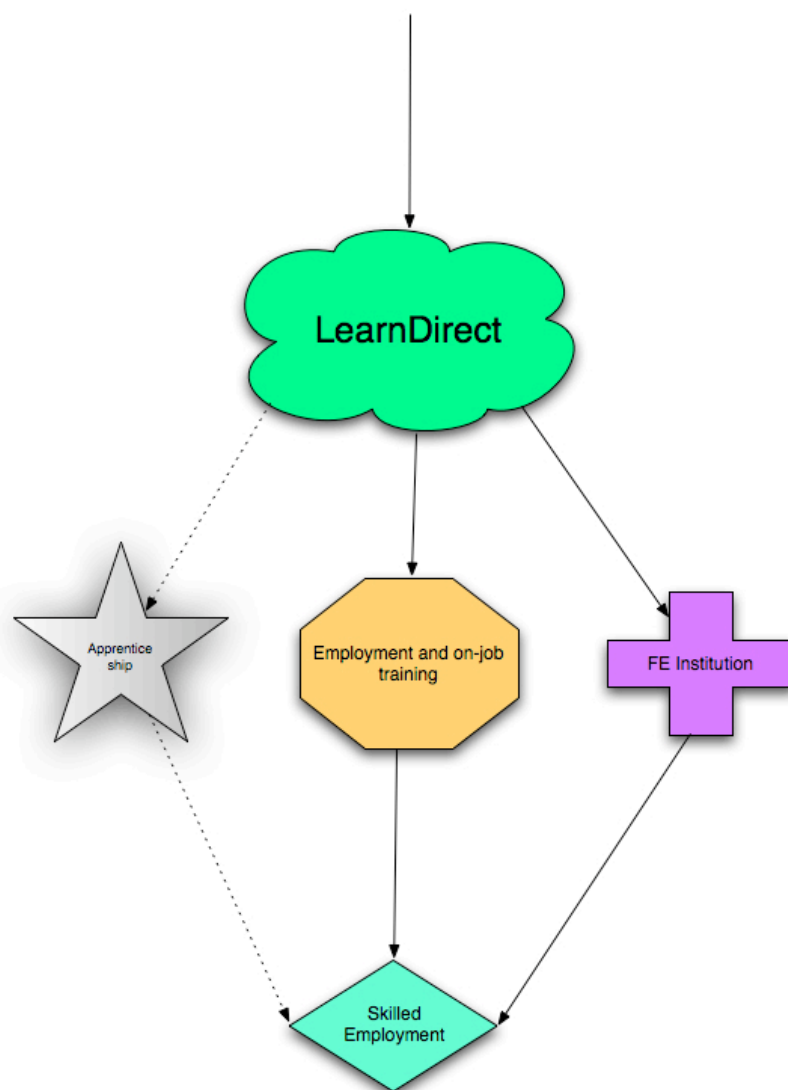 LearnDirect
Apprentice
ship
Employment and on-job
training
FE Institution
Skilled
Employment